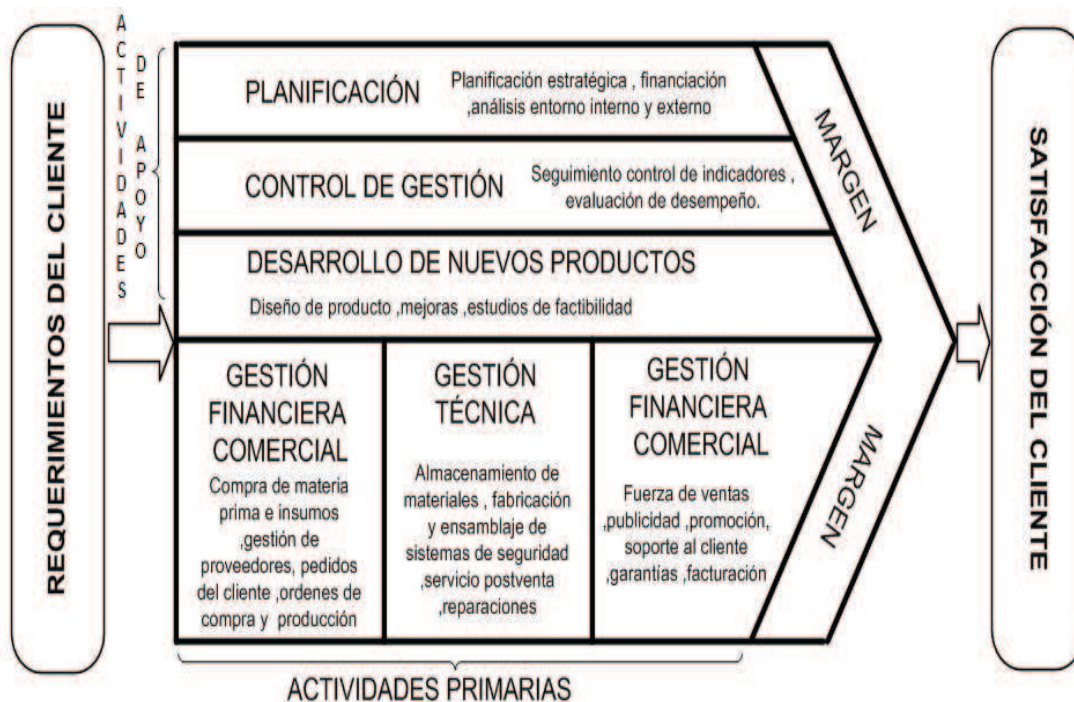 REQUERIMIENTOS DEL CLIENTE
ACTIVIDADES
DE APOYO
PLANIFICACIÓN
Planificación estratégica , financiación
,análisis entorno interno y externo
CONTROL DE GESTIÓN
Seguimiento control de indicadores ,
evaluación de desempeño.
DESARROLLO DE NUEVOS PRODUCTOS
Diseño de producto ,mejoras ,estudios de factibilidad
GESTIÓN
FINANCIERA
COMERCIAL
Compra de materia
prima e insumos
,gestión de
proveedores, pedidos
del cliente ,ordenes de
compra y producción
GESTIÓN
TÉCNICA
Almacenamiento de
materiales , fabricación
y ensamblaje de
sistemas de seguridad
,servicio postventa
,reparaciones
GESTIÓN
FINANCIERA
COMERCIAL
Fuerza de ventas
,publicidad ,promoción,
soporte al cliente
,garantías ,facturación
MARGEN
MARGEN
SATISFACCIÓN DEL CLIENTE
ACTIVIDADES PRIMARIAS